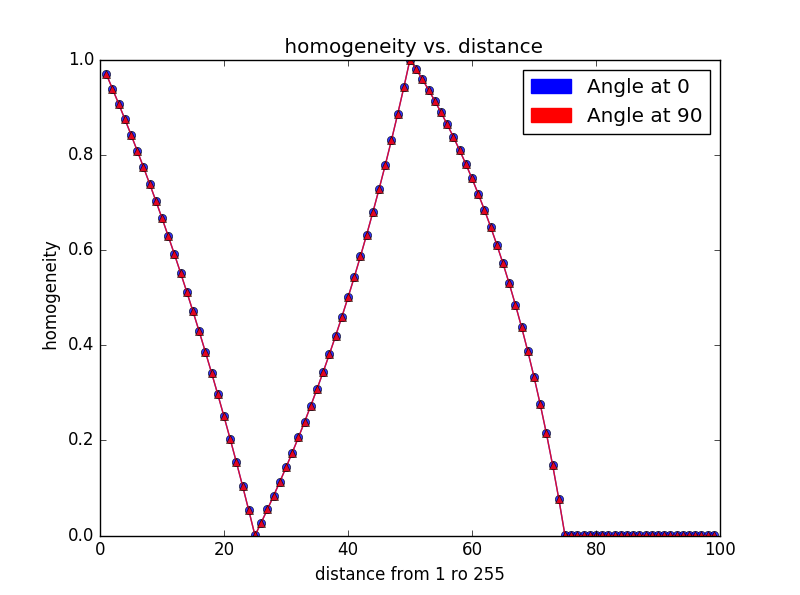 homogeneity vs. distance
Angle at 0
Angle at 90
1.0
0.8
0.6
0.4
0.2
0.0
homogeneity
0 20 40 60 80 100
distance from 1 ro 255